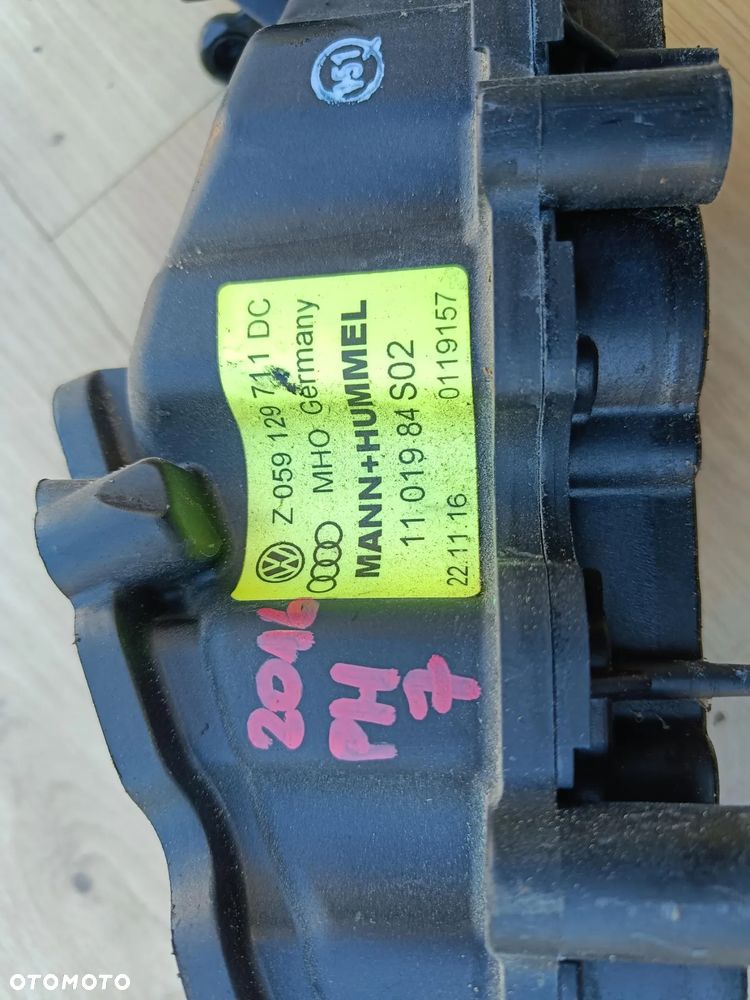 Z 059 129 711 DC
MHO Germany
MANN+HUMMEL
11 019 84 S02
22.11.16 0119157
2016
PH
7
OTOMOTO